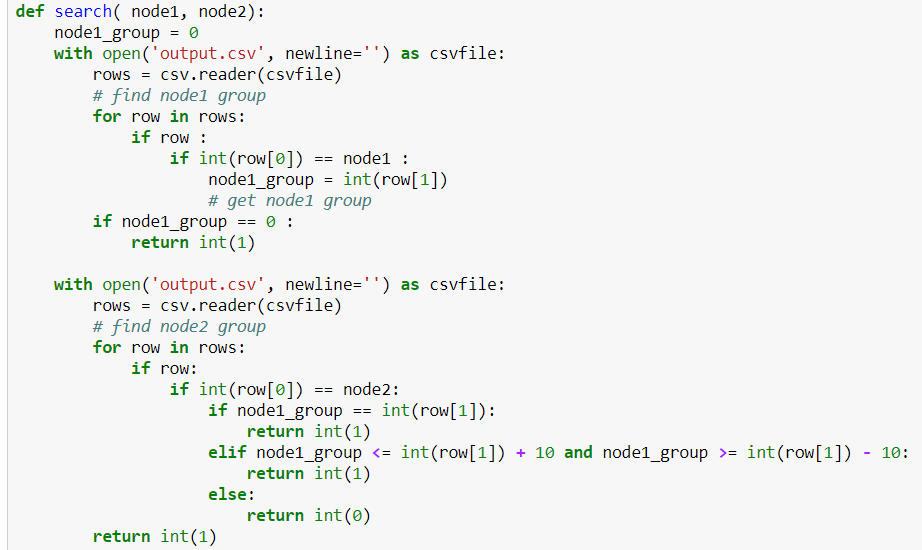 def search( node1, node2):
    node1_group = 0
    with open('output.csv', newline='') as csvfile:
        rows = csv.reader(csvfile)
        # find node1 group
        for row in rows:
            if row :
                if int(row[0]) == node1 :
                    node1_group = int(row[1])
                    # get node1 group
        if node1_group == 0 :
            return int(1)
    with open('output.csv', newline='') as csvfile:
        rows = csv.reader(csvfile)
        # find node2 group
        for row in rows:
            if row:
                if int(row[0]) == node2:
                    if node1_group == int(row[1]):
                        return int(1)
                    elif node1_group <= int(row[1]) + 10 and node1_group >= int(row[1]) - 10:
                        return int(1)
                    else:
                        return int(0)
        return int(1)